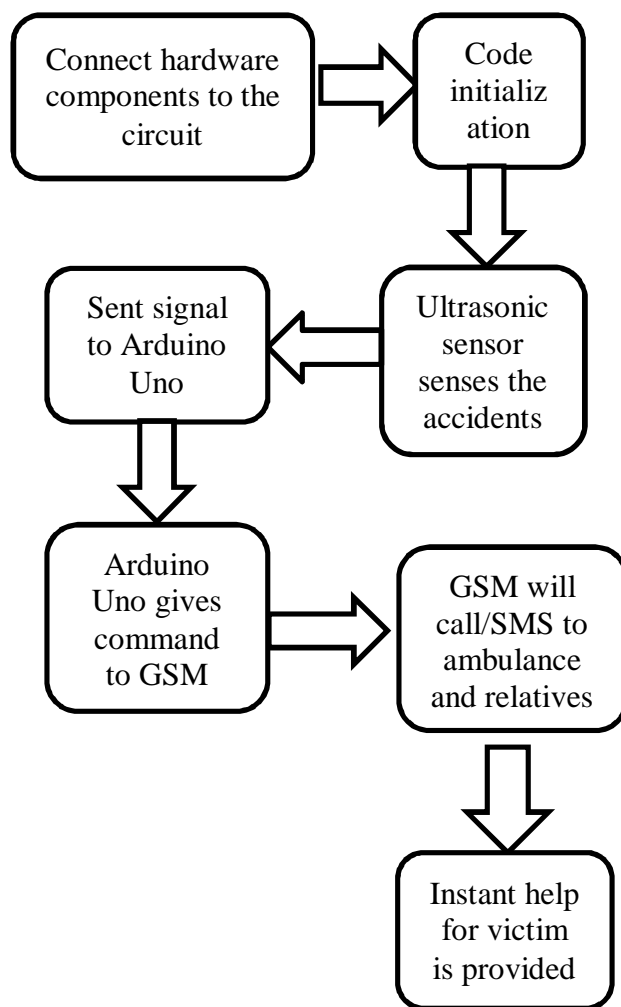 Connect hardware
components to the
circuit
Code
initializ
ation
Ultrasonic
sensor
senses the
accidents
Sent signal
to Arduino
Uno
Arduino
Uno gives
command
to GSM
GSM will
call/SMS to
ambulance
and relatives
Instant help
for victim
is provided